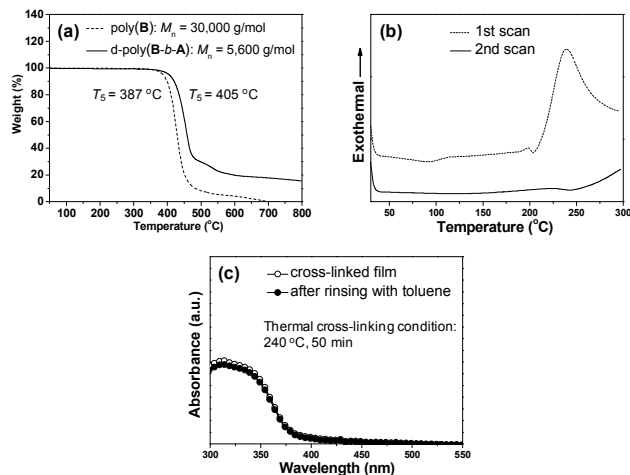 (a)
poly(B): Mn = 30,000 g/mol
d-poly(B-b-A): Mn = 5,600 g/mol
T5 = 387 °C
T5 = 405 °C
Weight (%)
100
80
60
40
20
0
100 200 300 400 500 600 700 800
Temperature (°C)
(b)
1st scan
2nd scan
Exothermal
50 100 150 200 250 300
Temperature (°C)
(c)
cross-linked film
after rinsing with toluene
Thermal cross-linking condition:
240 °C, 50 min
Absorbance (a.u.)
300 350 400 450 500 550
Wavelength (nm)